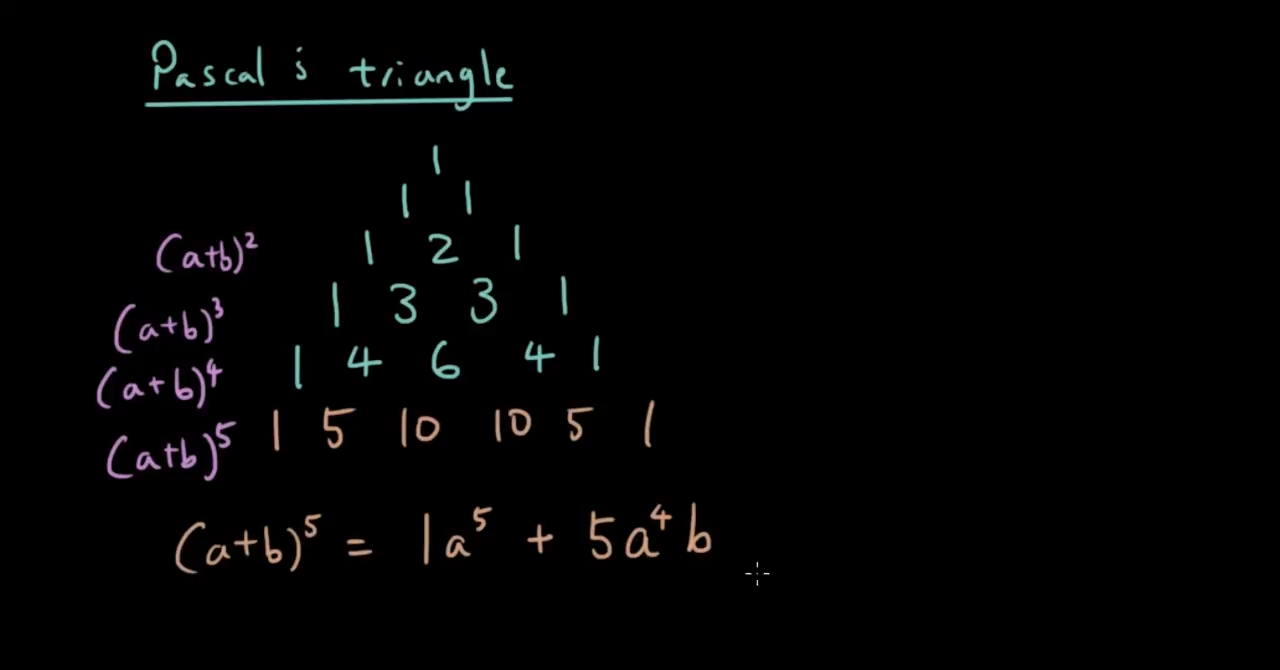 Pascal's triangle
1
1 1
(a+b)² 1 2 1
(a+b)³ 1 3 3 1
(a+b)⁴ 1 4 6 4 1
(a+b)⁵ 1 5 10 10 5 1
(a+b)⁵ = 1a⁵ + 5a⁴b